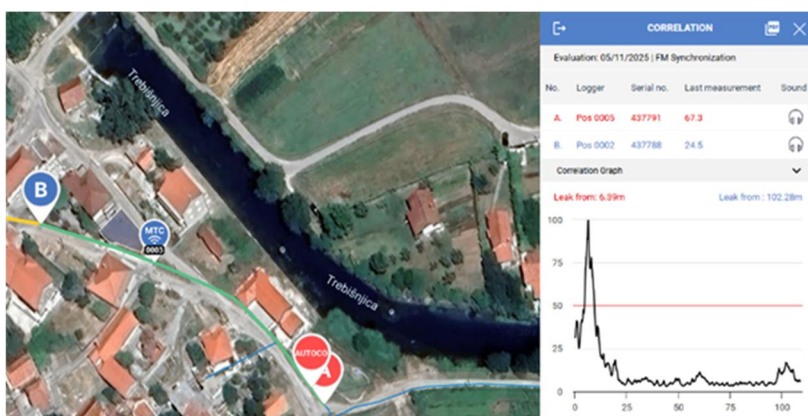 Trebišnjica
B
MTC
0003
Trebišnjica
AUTOCO
A
CORRELATION
Evaluation: 05/11/2025 | FM Synchronization
No. Logger Serial no. Last measurement Sound
A. Pos 0005 437791 67.3
B. Pos 0002 437788 24.5
Correlation Graph
Leak from: 6.39m Leak from : 102.28m
100
75
50
25
0
0 25 50 75 100